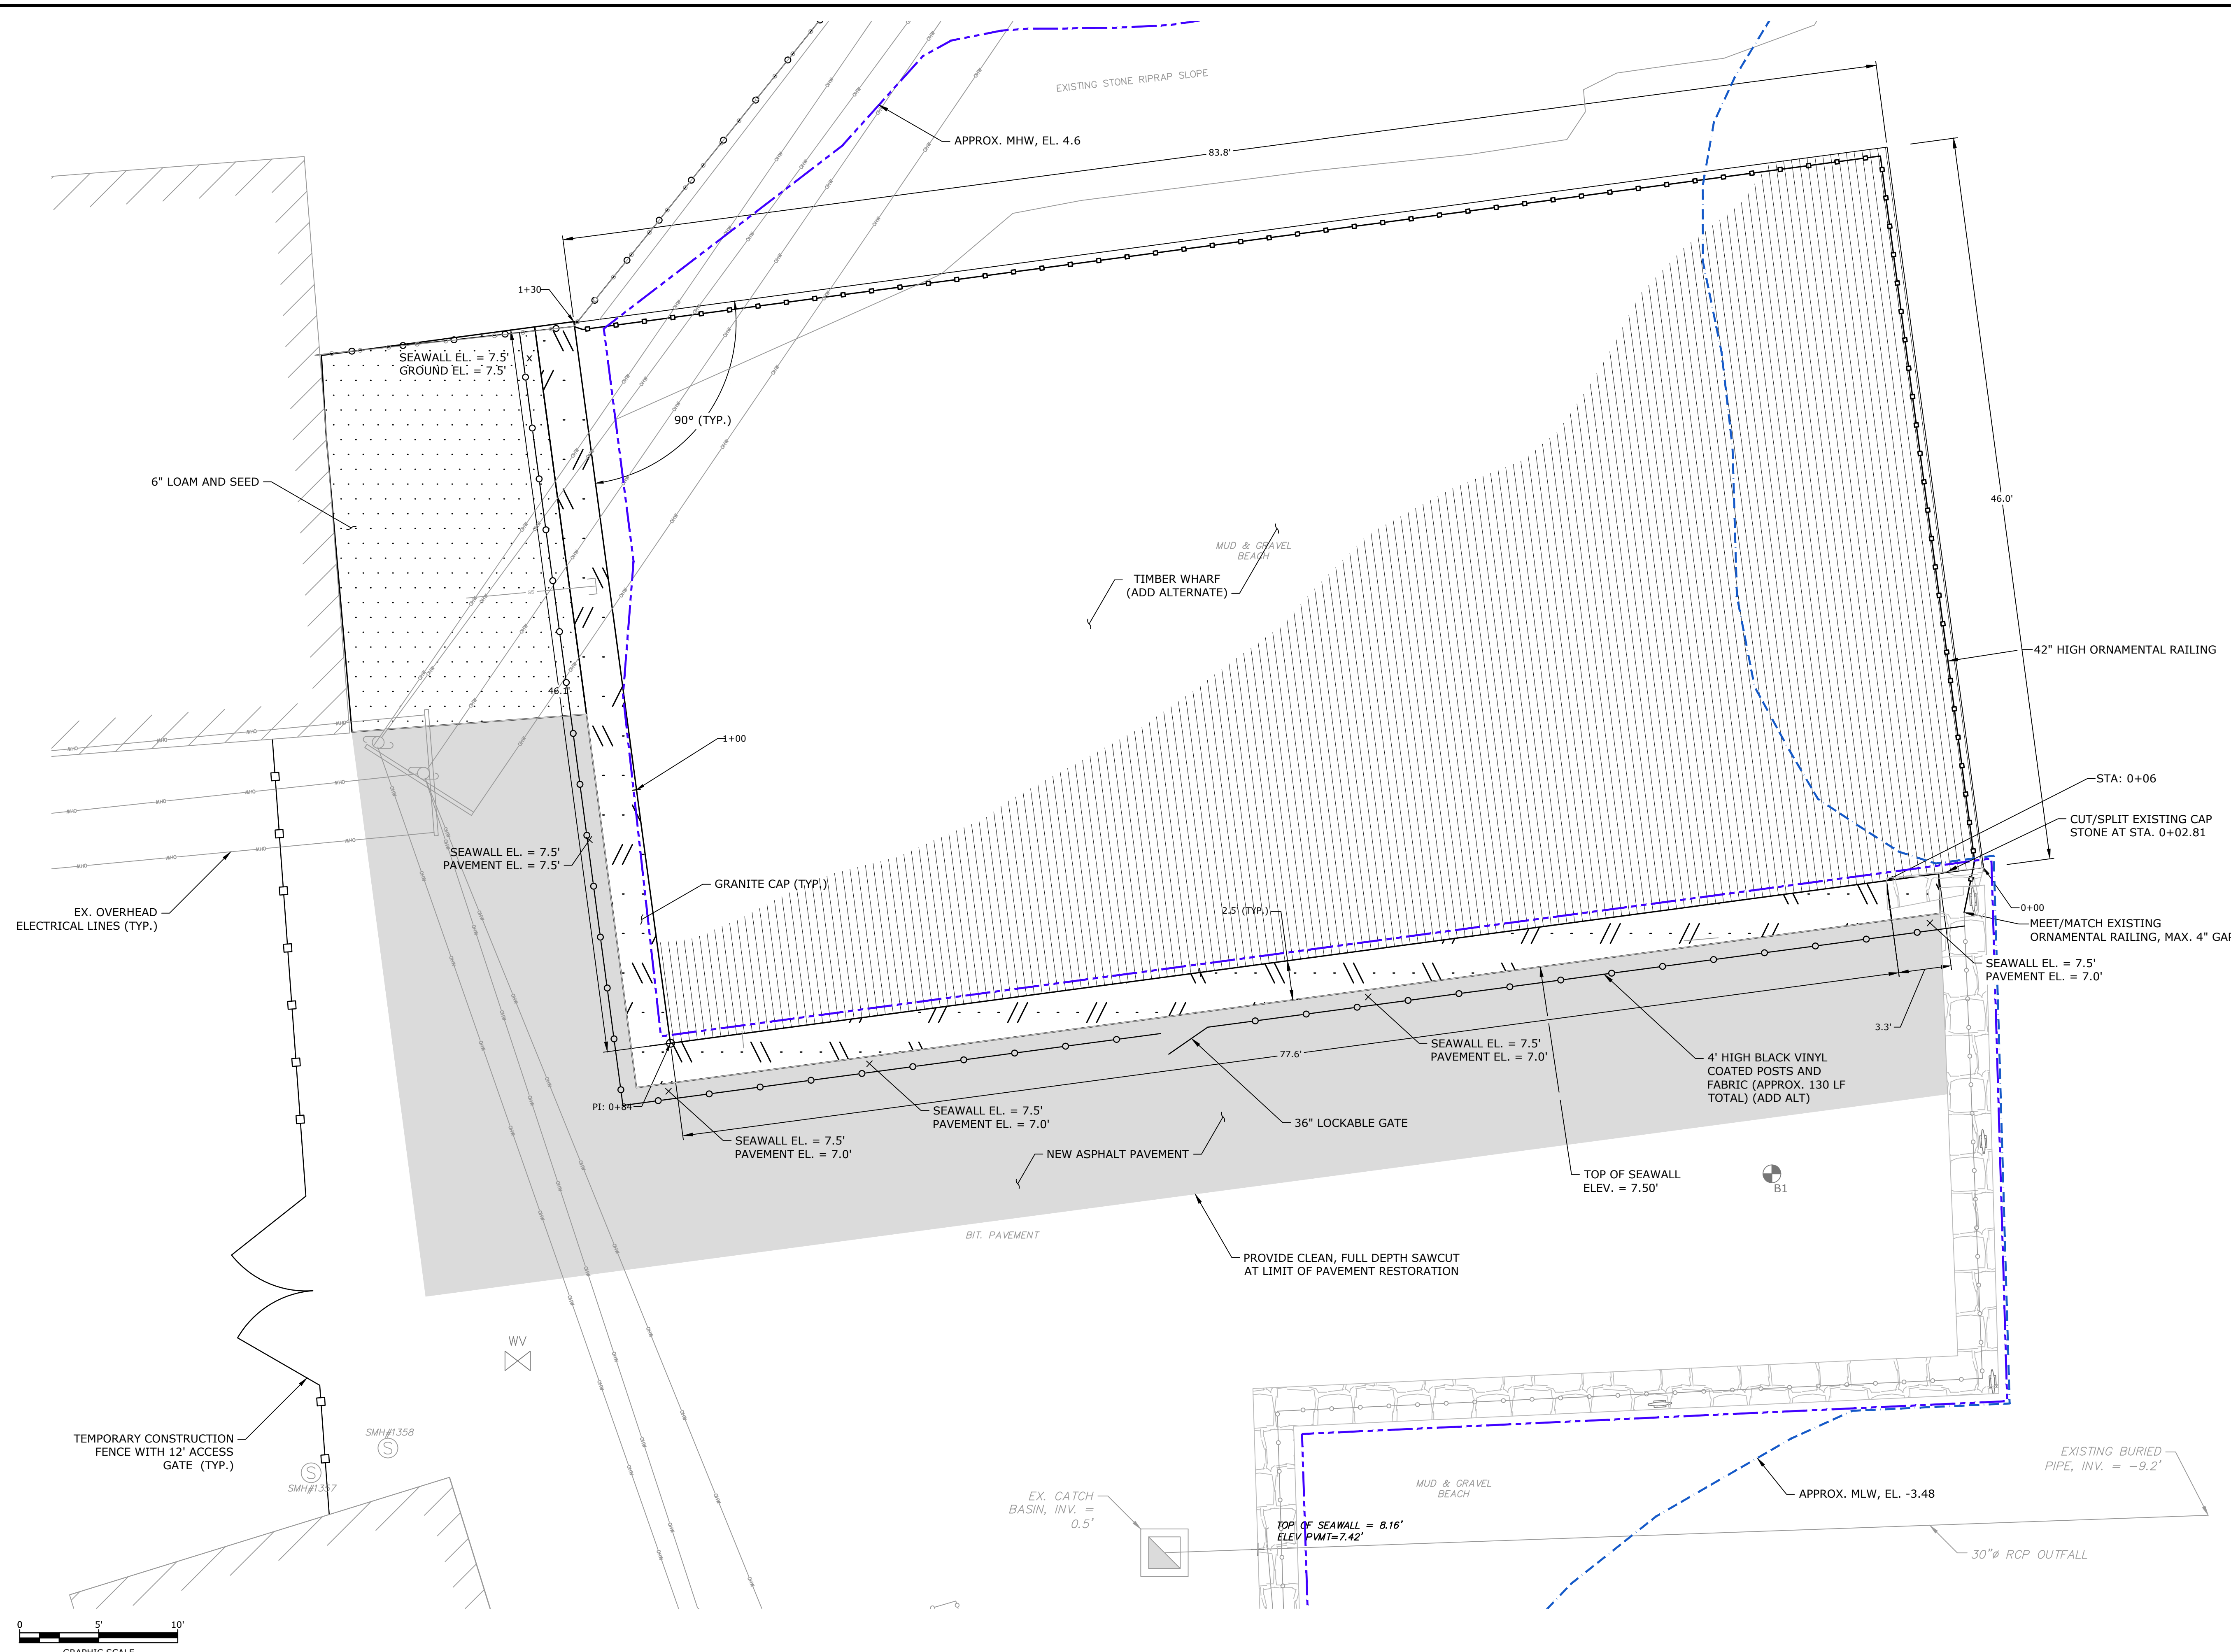 EXISTING STONE RIPRAP SLOPE
APPROX. MHW, EL. 4.6
83.8'
1+30
SEAWALL EL. = 7.5'
GROUND EL. = 7.5'
x
90° (TYP.)
6" LOAM AND SEED
46.0'
MUD & GRAVEL
BEACH
TIMBER WHARF
(ADD ALTERNATE)
42" HIGH ORNAMENTAL RAILING
46.1'
1+00
STA: 0+06
CUT/SPLIT EXISTING CAP
STONE AT STA. 0+02.81
SEAWALL EL. = 7.5'
PAVEMENT EL. = 7.5'
GRANITE CAP (TYP.)
2.5' (TYP.)
0+00
EX. OVERHEAD
ELECTRICAL LINES (TYP.)
MEET/MATCH EXISTING
ORNAMENTAL RAILING, MAX. 4" GAP
SEAWALL EL. = 7.5'
PAVEMENT EL. = 7.0'
3.3'
77.6'
SEAWALL EL. = 7.5'
PAVEMENT EL. = 7.0'
4' HIGH BLACK VINYL
COATED POSTS AND
FABRIC (APPROX. 130 LF
TOTAL) (ADD ALT)
PI: 0+84
SEAWALL EL. = 7.5'
PAVEMENT EL. = 7.0'
36" LOCKABLE GATE
SEAWALL EL. = 7.5'
PAVEMENT EL. = 7.0'
NEW ASPHALT PAVEMENT
TOP OF SEAWALL
ELEV. = 7.50'
B1
BIT. PAVEMENT
PROVIDE CLEAN, FULL DEPTH SAWCUT
AT LIMIT OF PAVEMENT RESTORATION
WV
TEMPORARY CONSTRUCTION
FENCE WITH 12' ACCESS
GATE (TYP.)
SMH#1358
S
S
SMH#1357
EXISTING BURIED
PIPE, INV. = -9.2'
MUD & GRAVEL
BEACH
APPROX. MLW, EL. -3.48
EX. CATCH
BASIN, INV. =
0.5'
TOP OF SEAWALL = 8.16'
ELEV PVMT=7.42'
30"ø RCP OUTFALL
0 5' 10'
GRAPHIC SCALE